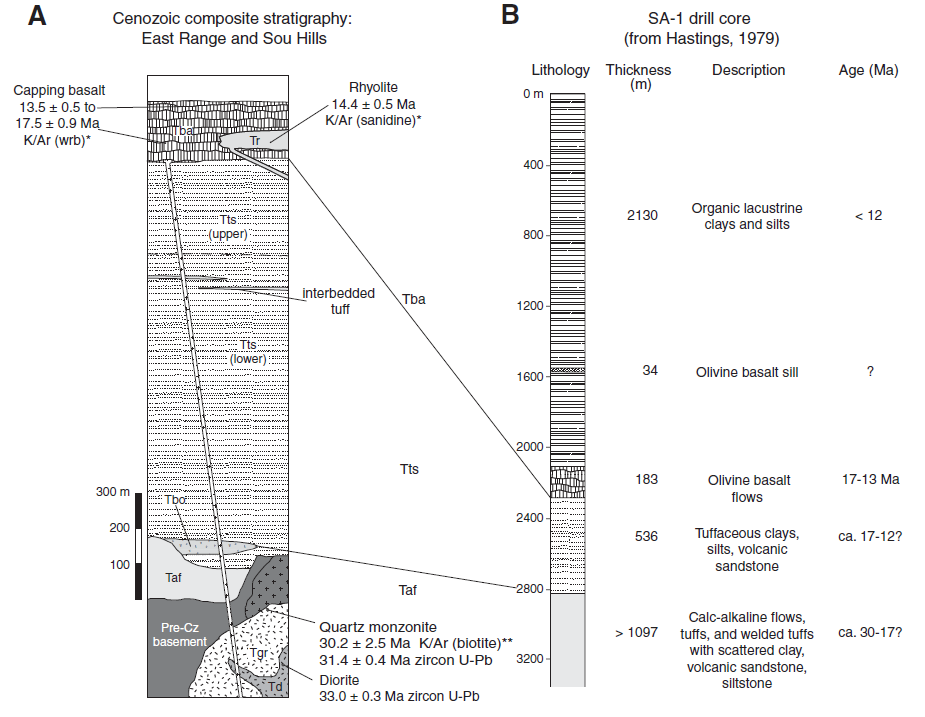 A
Cenozoic composite stratigraphy:
East Range and Sou Hills
Capping basalt
13.5 ± 0.5 to
17.5 ± 0.9 Ma
K/Ar (wrb)*
Rhyolite
14.4 ± 0.5 Ma
K/Ar (sanidine)*
Tba
Tr
Tts
(upper)
interbedded
tuff
Tts
(lower)
300 m
200
100
Tbo
Taf
Pre-Cz
basement
Tgr
Td
Quartz monzonite
30.2 ± 2.5 Ma K/Ar (biotite)**
31.4 ± 0.4 Ma zircon U-Pb
Diorite
33.0 ± 0.3 Ma zircon U-Pb
Tba
Tts
Taf
B
SA-1 drill core
(from Hastings, 1979)
Lithology Thickness Description Age (Ma)
(m)
0 m
400
800
1200
1600
2000
2400
2800
3200
2130 Organic lacustrine < 12
clays and silts
34 Olivine basalt sill ?
183 Olivine basalt 17-13 Ma
flows
536 Tuffaceous clays, ca. 17-12?
silts, volcanic
sandstone
> 1097 Calc-alkaline flows, ca. 30-17?
tuffs, and welded tuffs
with scattered clay,
volcanic sandstone,
siltstone